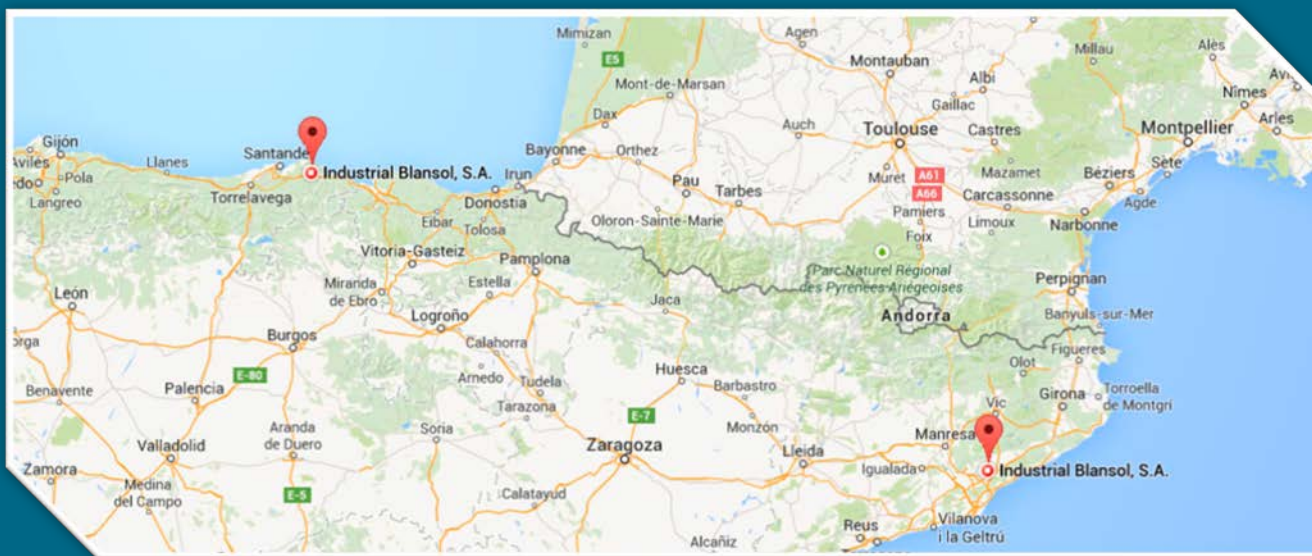 Mimizan
Agen
Millau
Alès
E5
Montauban
Albi
Mont-de-Marsan
Gaillac
Nîmes
Dax
Auch
Toulouse
Castres
Montpellier
Arles
Gijón
Santande
Bayonne
Orthez
Llanes
Industrial Blansol, S.A.
Irun
Pau
Muret
A61
Mazamet
Béziers
Sète
Pola
Torrelavega
Donostia
Tarbes
A66
Carcassonne
Agde
Langreo
Eibar
Tolosa
Oloron-Sainte-Marie
Pamiers
Limoux
Narbonne
Vitoria-Gasteiz
Pamplona
Foix
Parc Naturel Régional
des Pyrénées Ariégeoises
Perpignan
León
Miranda
de Ebro
Estella
Jaca
Andorra
Banyuls-sur-Mer
Logroño
Burgos
Calahorra
Olot
Figueres
E-80
Arnedo
Tudela
Huesca
Barbastro
Benavente
Palencia
Tarazona
E-7
Vic
Girona
Torroella
de Montgrí
Aranda
de Duero
Soria
Monzón
Manresa
Valladolid
Zaragoza
Lleida
Igualada
Industrial Blansol, S.A.
Zamora
Medina
del Campo
E-5
Calatayud
Reus
Vilanova
i la Geltrú
Alcañiz